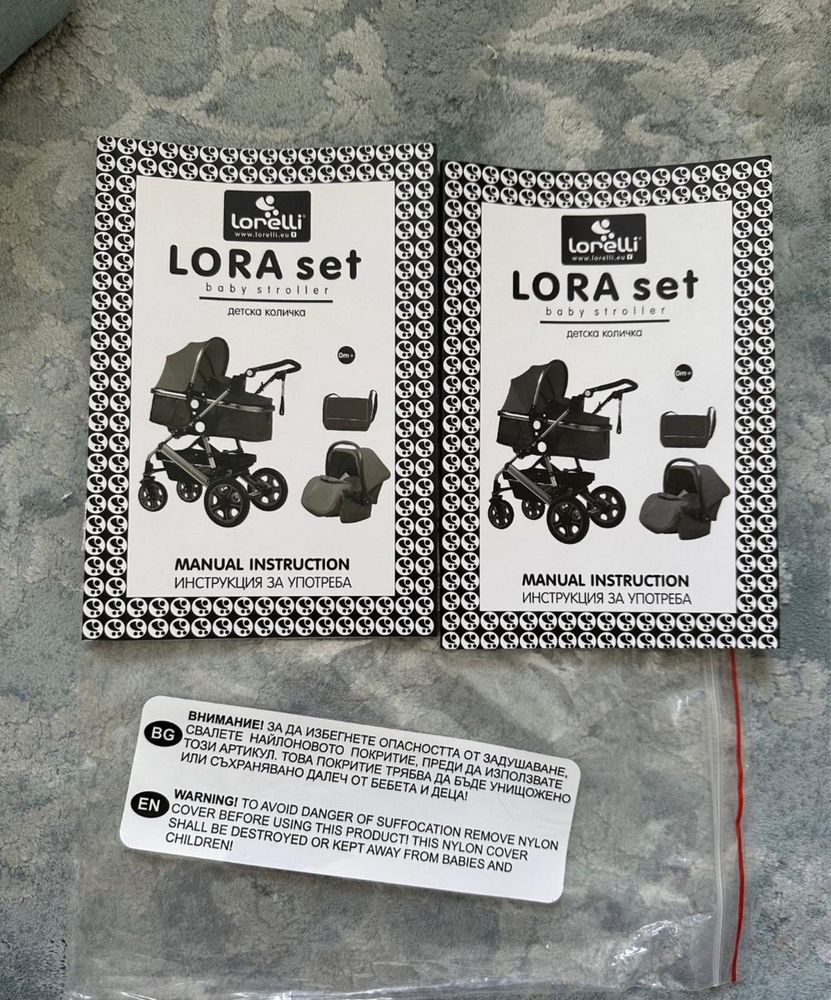 Lorelli
www.lorelli.eu f
LORA set
baby stroller
детска количка
0m+
MANUAL INSTRUCTION
ИНСТРУКЦИЯ ЗА УПОТРЕБА
Lorelli
www.lorelli.eu f
LORA set
baby stroller
детска количка
0m+
MANUAL INSTRUCTION
ИНСТРУКЦИЯ ЗА УПОТРЕБА
BG
ВНИМАНИЕ! ЗА ДА ИЗБЕГНЕТЕ ОПАСНОСТТА ОТ ЗАДУШАВАНЕ,
СВАЛЕТЕ НАЙЛОНОВОТО ПОКРИТИЕ, ПРЕДИ ДА ИЗПОЛЗВАТЕ
ТОЗИ АРТИКУЛ. ТОВА ПОКРИТИЕ ТРЯБВА ДА БЪДЕ УНИЩОЖЕНО
ИЛИ СЪХРАНЯВАНО ДАЛЕЧ ОТ БЕБЕТА И ДЕЦА!
EN
WARNING! TO AVOID DANGER OF SUFFOCATION REMOVE NYLON
COVER BEFORE USING THIS PRODUCT! THIS NYLON COVER
SHALL BE DESTROYED OR KEPT AWAY FROM BABIES AND
CHILDREN!